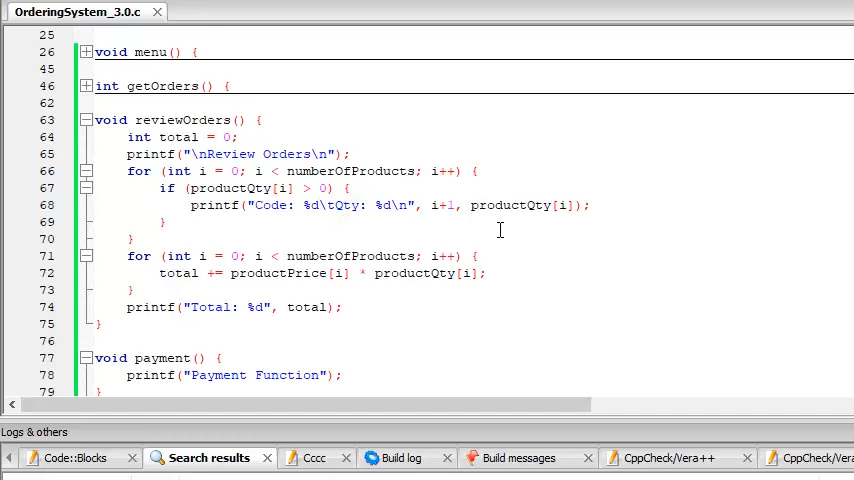 OrderingSystem_3.0.c
25
26 void menu() {
45
46 int getOrders() {
62
63 void reviewOrders() {
64 int total = 0;
65 printf("\nReview Orders\n");
66 for (int i = 0; i < numberOfProducts; i++) {
67 if (productQty[i] > 0) {
68 printf("Code: %d\tQty: %d\n", i+1, productQty[i]);
69 }
70 }
71 for (int i = 0; i < numberOfProducts; i++) {
72 total += productPrice[i] * productQty[i];
73 }
74 printf("Total: %d", total);
75 }
76
77 void payment() {
78 printf("Payment Function");
79 }
Logs & others
Code::Blocks Search results Cccc Build log Build messages CppCheck/Vera++ CppCheck/Ver